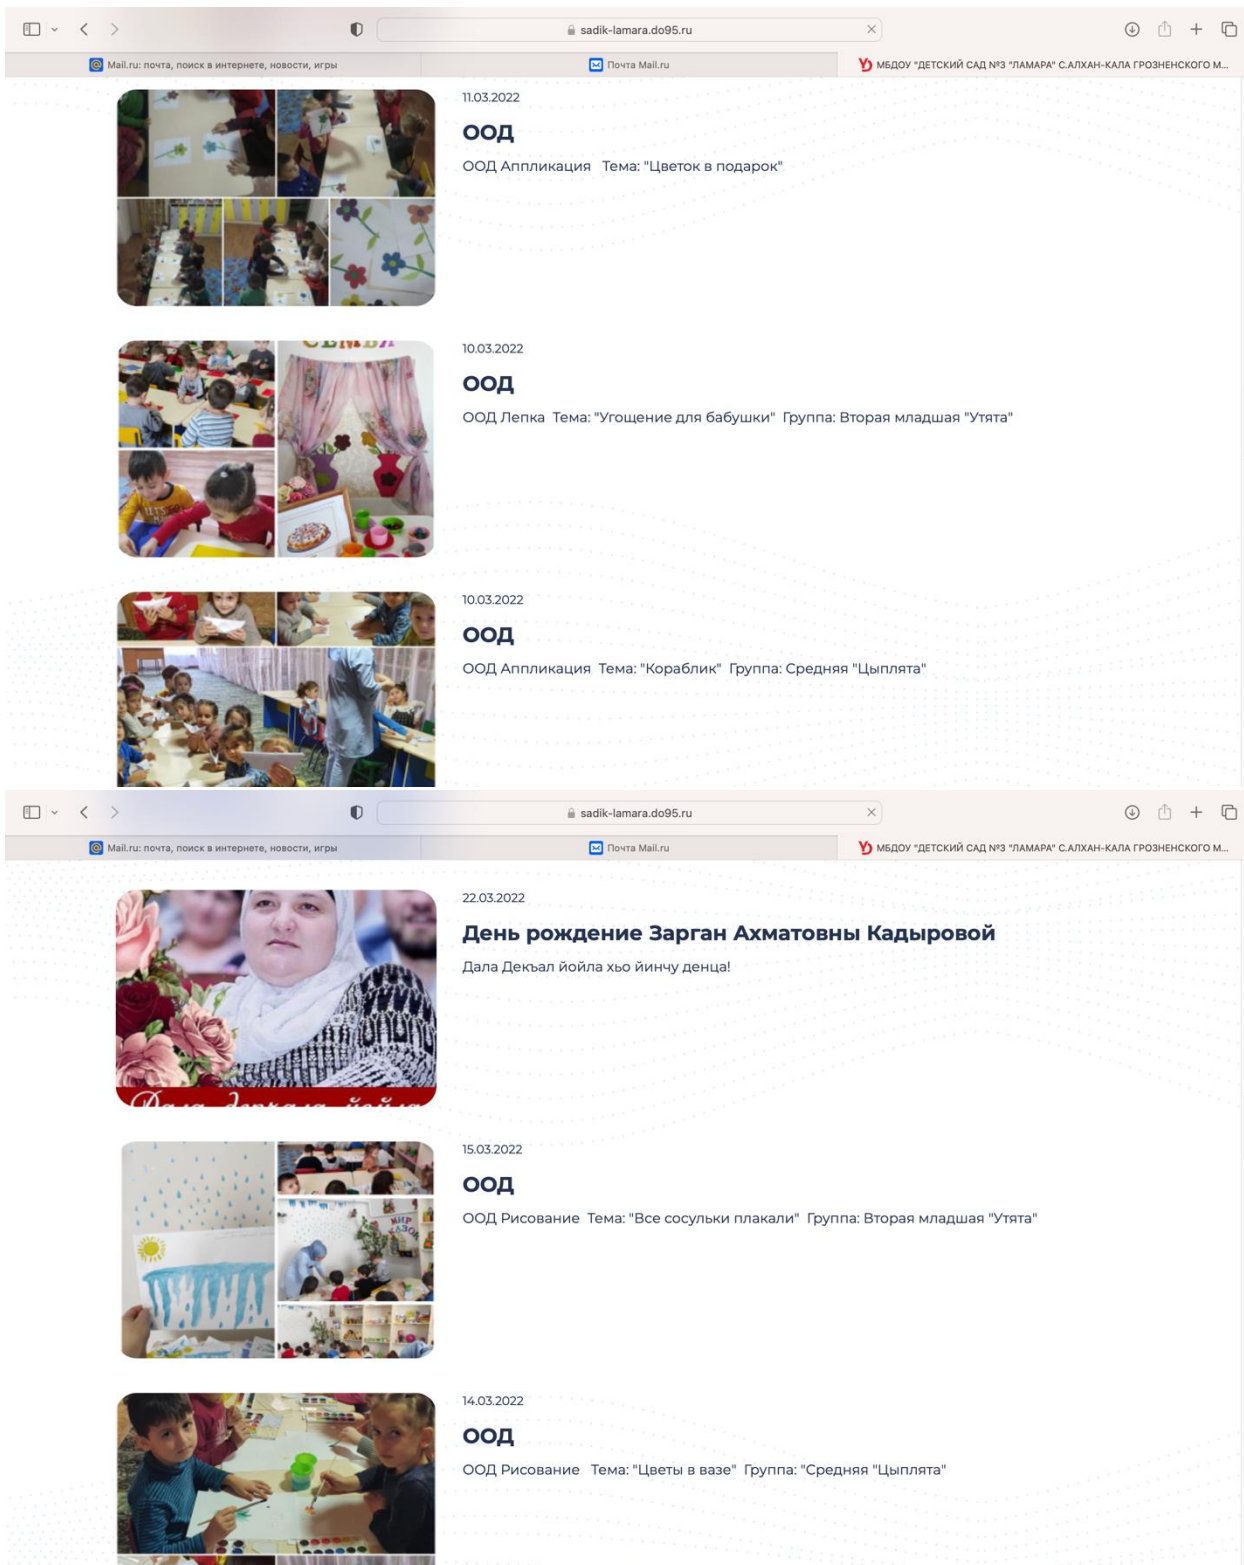 sadik-lamara.do95.ru
Mail.ru: почта, поиск в интернете, новости, игры
Почта Mail.ru
МБДОУ "ДЕТСКИЙ САД №3 "ЛАМАРА" С.АЛХАН-КАЛА ГРОЗНЕНСКОГО М...
11.03.2022
ООД
ООД Аппликация Тема: "Цветок в подарок"
СЕМЬЯ
10.03.2022
ООД
ООД Лепка Тема: "Угощение для бабушки" Группа: Вторая младшая "Утята"
10.03.2022
ООД
ООД Аппликация Тема: "Кораблик" Группа: Средняя "Цыплята"
sadik-lamara.do95.ru
Mail.ru: почта, поиск в интернете, новости, игры
Почта Mail.ru
МБДОУ "ДЕТСКИЙ САД №3 "ЛАМАРА" С.АЛХАН-КАЛА ГРОЗНЕНСКОГО М...
22.03.2022
День рождение Зарган Ахматовны Кадыровой
Дала Декъал йойла хьо йинчу денца!
15.03.2022
ООД
ООД Рисование Тема: "Все сосульки плакали" Группа: Вторая младшая "Утята"
МИР
14.03.2022
ООД
ООД Рисование Тема: "Цветы в вазе" Группа: "Средняя "Цыплята"